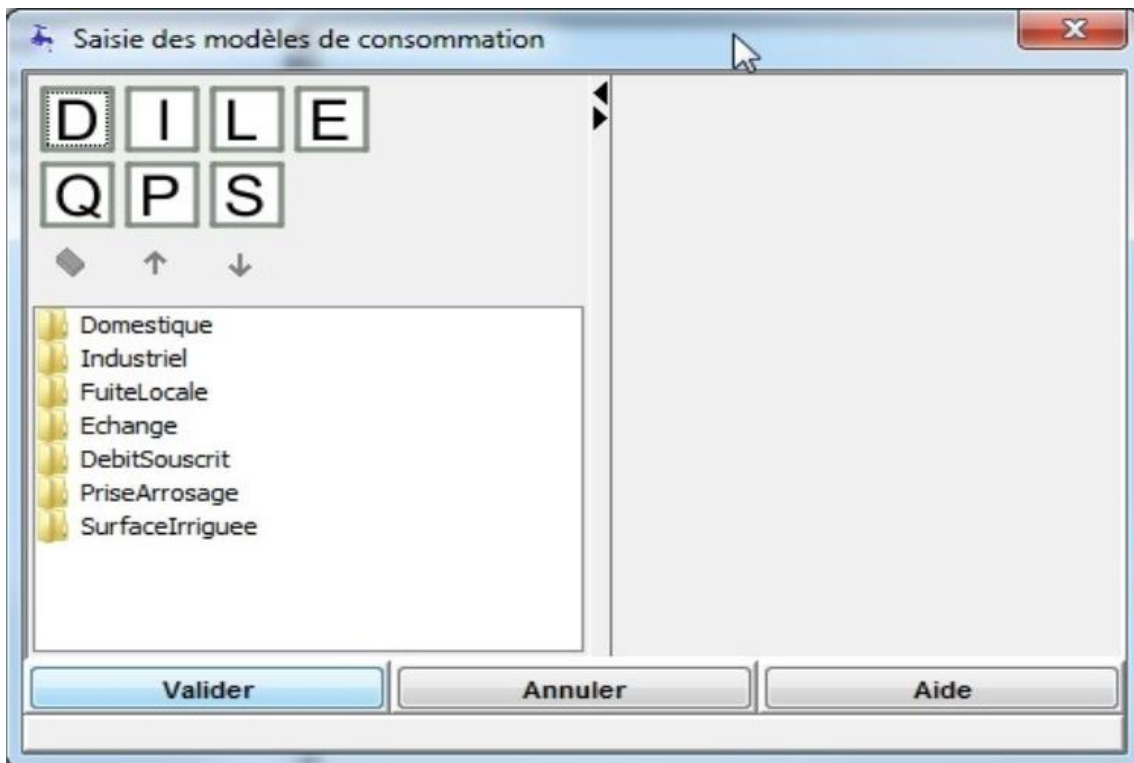 Saisie des modèles de consommation
D I L E
Q P S
Domestique
Industriel
FuiteLocale
Echange
DebitSouscrit
PriseArrosage
SurfaceIrriguee
Valider Annuler Aide